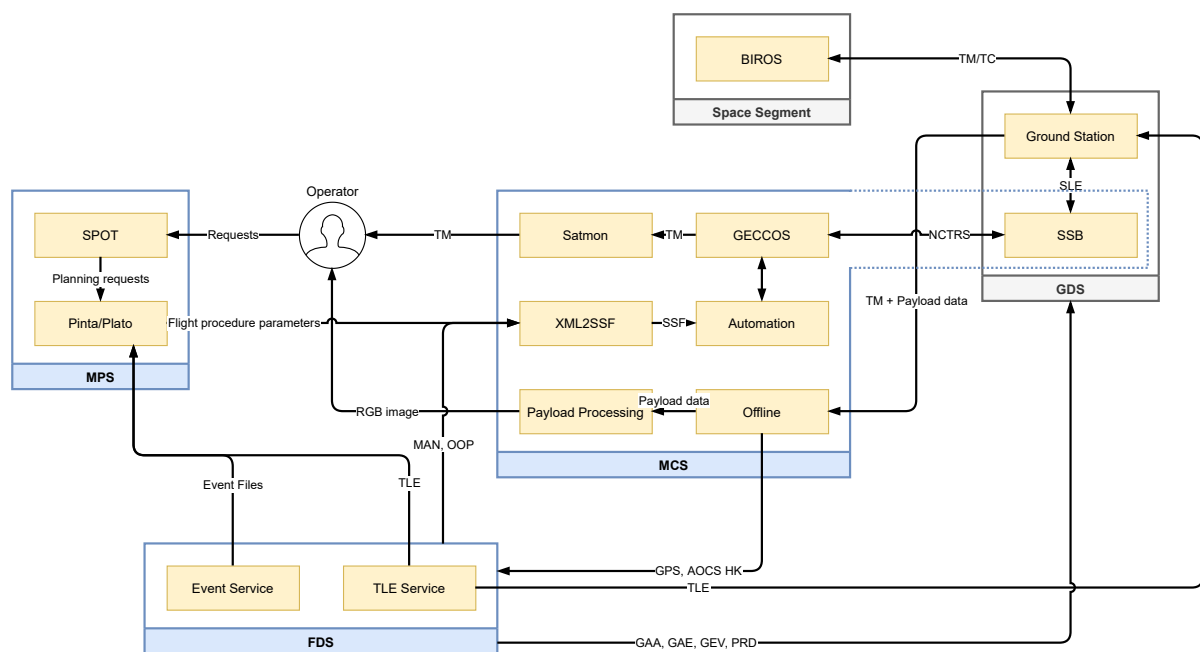 BIROS
TM/TC
Space Segment
Ground Station
SLE
Operator
SPOT
Requests
TM
Satmon
TM
GECCOS
NCTRS
SSB
Planning requests
GDS
TM + Payload data
Pinta/Plato
Flight procedure parameters
XML2SSF
SSF
Automation
MPS
Payload data
RGB image
Payload Processing
Offline
MAN, OOP
MCS
Event Files
TLE
GPS, AOCS HK
Event Service
TLE Service
TLE
FDS
GAA, GAE, GEV, PRD